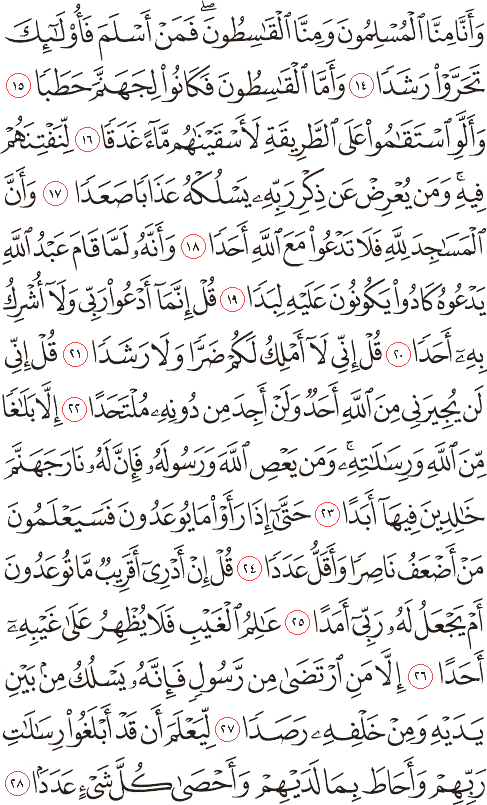 وَأَنَّا مِنَّا ٱلۡمُسۡلِمُونَ وَمِنَّا ٱلۡقَٰسِطُونَۖ فَمَنۡ أَسۡلَمَ فَأُوْلَٰٓئِكَ
تَحَرَّوۡاْ رَشَدٗا ١٤ وَأَمَّا ٱلۡقَٰسِطُونَ فَكَانُواْ لِجَهَنَّمَ حَطَبٗا ١٥
وَأَلَّوِ ٱسۡتَقَٰمُواْ عَلَى ٱلطَّرِيقَةِ لَأَسۡقَيۡنَٰهُم مَّآءً غَدَقٗا ١٦ لِّنَفۡتِنَهُمۡ
فِيهِۚ وَمَن يُعۡرِضۡ عَن ذِكۡرِ رَبِّهِۦ يَسۡلُكۡهُ عَذَابٗا صَعَدٗا ١٧ وَأَنَّ
ٱلۡمَسَٰجِدَ لِلَّهِ فَلَا تَدۡعُواْ مَعَ ٱللَّهِ أَحَدٗا ١٨ وَأَنَّهُۥ لَمَّا قَامَ عَبۡدُ ٱللَّهِ
يَدۡعُوهُ كَادُواْ يَكُونُونَ عَلَيۡهِ لِبَدٗا ١٩ قُلۡ إِنَّمَآ أَدۡعُواْ رَبِّي وَلَآ أُشۡرِكُ
بِهِۦٓ أَحَدٗا ٢٠ قُلۡ إِنِّي لَآ أَمۡلِكُ لَكُمۡ ضَرّٗا وَلَا رَشَدٗا ٢١ قُلۡ إِنِّي
لَن يُجِيرَنِي مِنَ ٱللَّهِ أَحَدٞ وَلَنۡ أَجِدَ مِن دُونِهِۦ مُلۡتَحَدًا ٢٢ إِلَّا بَلَٰغٗا
مِّنَ ٱللَّهِ وَرِسَٰلَٰتِهِۦۚ وَمَن يَعۡصِ ٱللَّهَ وَرَسُولَهُۥ فَإِنَّ لَهُۥ نَارَ جَهَنَّمَ
خَٰلِدِينَ فِيهَآ أَبَدًا ٢٣ حَتَّىٰٓ إِذَا رَأَوۡاْ مَا يُوعَدُونَ فَسَيَعۡلَمُونَ
مَنۡ أَضۡعَفُ نَاصِرٗا وَأَقَلُّ عَدَدٗا ٢٤ قُلۡ إِنۡ أَدۡرِيٓ أَقَرِيبٞ مَّا تُوعَدُونَ
أَمۡ يَجۡعَلُ لَهُۥ رَبِّيٓ أَمَدًا ٢٥ عَٰلِمُ ٱلۡغَيۡبِ فَلَا يُظۡهِرُ عَلَىٰ غَيۡبِهِۦٓ
أَحَدًا ٢٦ إِلَّا مَنِ ٱرۡتَضَىٰ مِن رَّسُولٖ فَإِنَّهُۥ يَسۡلُكُ مِنۢ بَيۡنِ
يَدَيۡهِ وَمِنۡ خَلۡفِهِۦ رَصَدٗا ٢٧ لِّيَعۡلَمَ أَن قَدۡ أَبۡلَغُواْ رِسَٰلَٰتِ
رَبِّهِمۡ وَأَحَاطَ بِمَا لَدَيۡهِمۡ وَأَحۡصَىٰ كُلَّ شَيۡءٍ عَدَدَۢا ٢٨